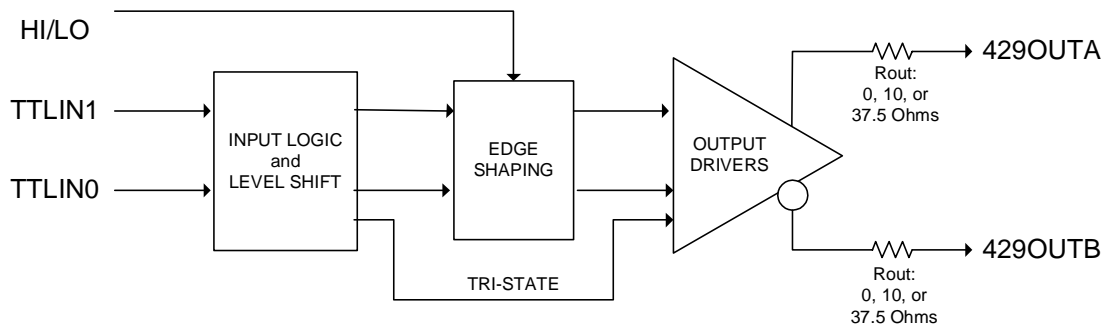 HI/LO
TTLIN1
TTLIN0
INPUT LOGIC
and
LEVEL SHIFT
EDGE
SHAPING
TRI-STATE
OUTPUT
DRIVERS
429OUTA
Rout:
0, 10, or
37.5 Ohms
429OUTB
Rout:
0, 10, or
37.5 Ohms